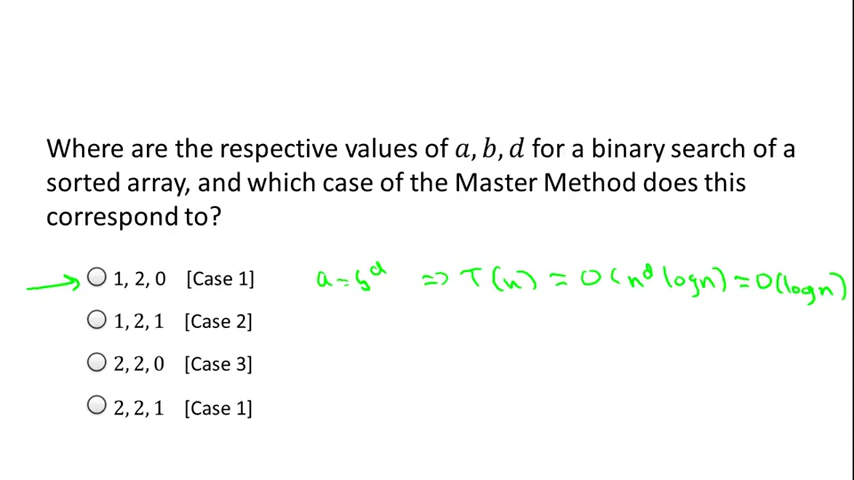 Where are the respective values of a, b, d for a binary search of a
sorted array, and which case of the Master Method does this
correspond to?
1, 2, 0 [Case 1] a = b^d ⇒ T(n) = O(n^d log n) = O(log n)
1, 2, 1 [Case 2]
2, 2, 0 [Case 3]
2, 2, 1 [Case 1]